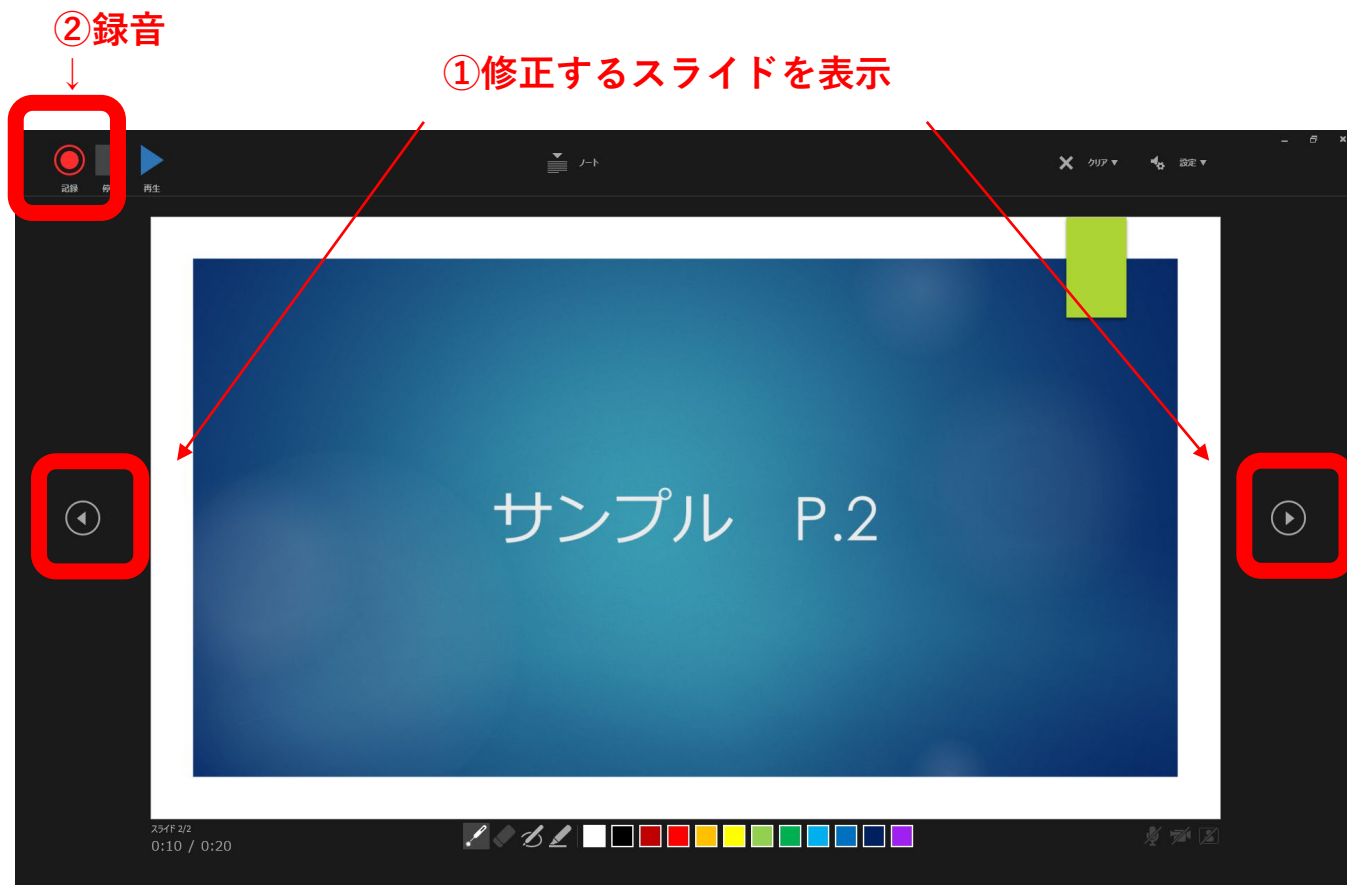 ②録音
↓
①修正するスライドを表示
記録 停 再生
ノート
クリア
設定
サンプル P.2
スライド 2/2
0:10 / 0:20